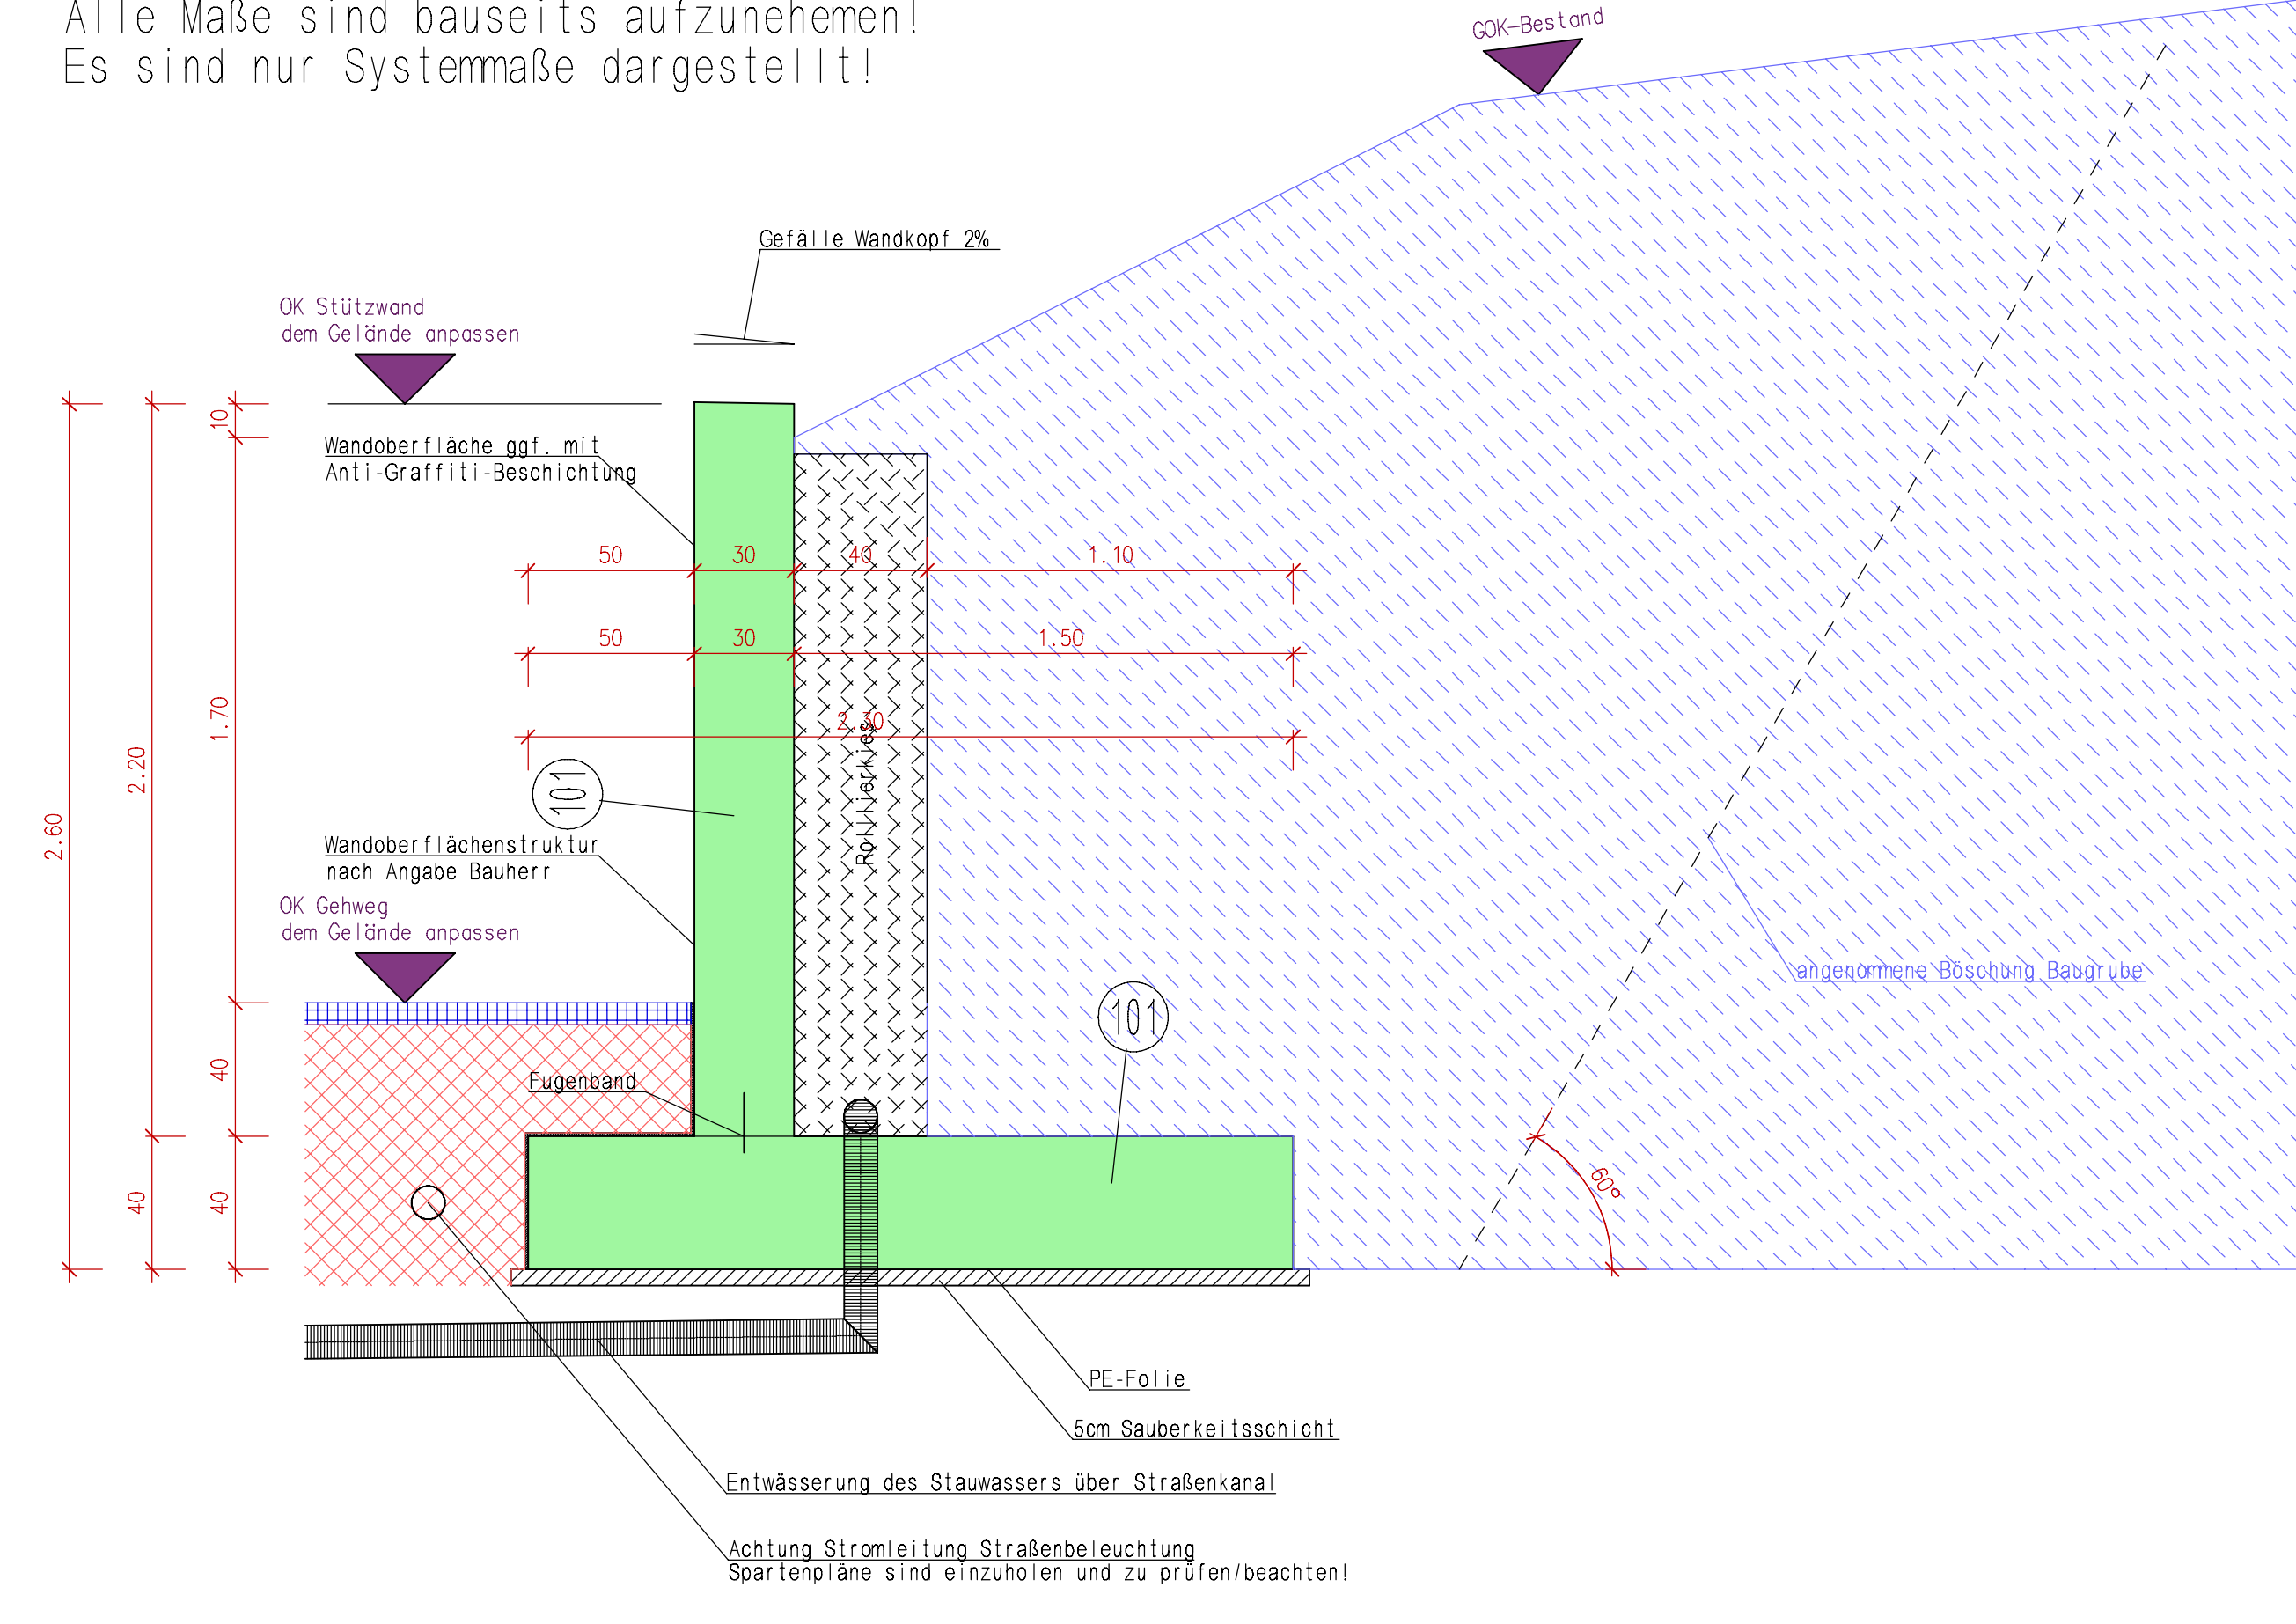 Alle Maße sind bauseits aufzunehemen!
Es sind nur Systemmaße dargestellt!
GOK-Bestand
Gefälle Wandkopf 2%
OK Stützwand
dem Gelände anpassen
10
Wandoberfläche ggf. mit
Anti-Graffiti-Beschichtung
50 30 40 1.10
50 30 1.50
2.30
1.70
2.20
2.60
101
Rollierkies
Wandoberflächenstruktur
nach Angabe Bauherr
OK Gehweg
dem Gelände anpassen
angenommene Böschung Baugrube
101
40
Fugenband
40
40
60°
PE-Folie
5cm Sauberkeitsschicht
Entwässerung des Stauwassers über Straßenkanal
Achtung Stromleitung Straßenbeleuchtung
Spartenpläne sind einzuholen und zu prüfen/beachten!